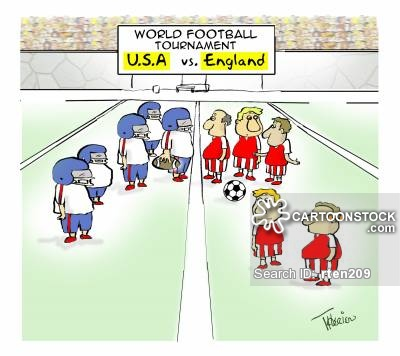 WORLD FOOTBALL
TOURNAMENT
U.S.A vs. England
CARTOONSTOCK
.com
Search ID: rten209